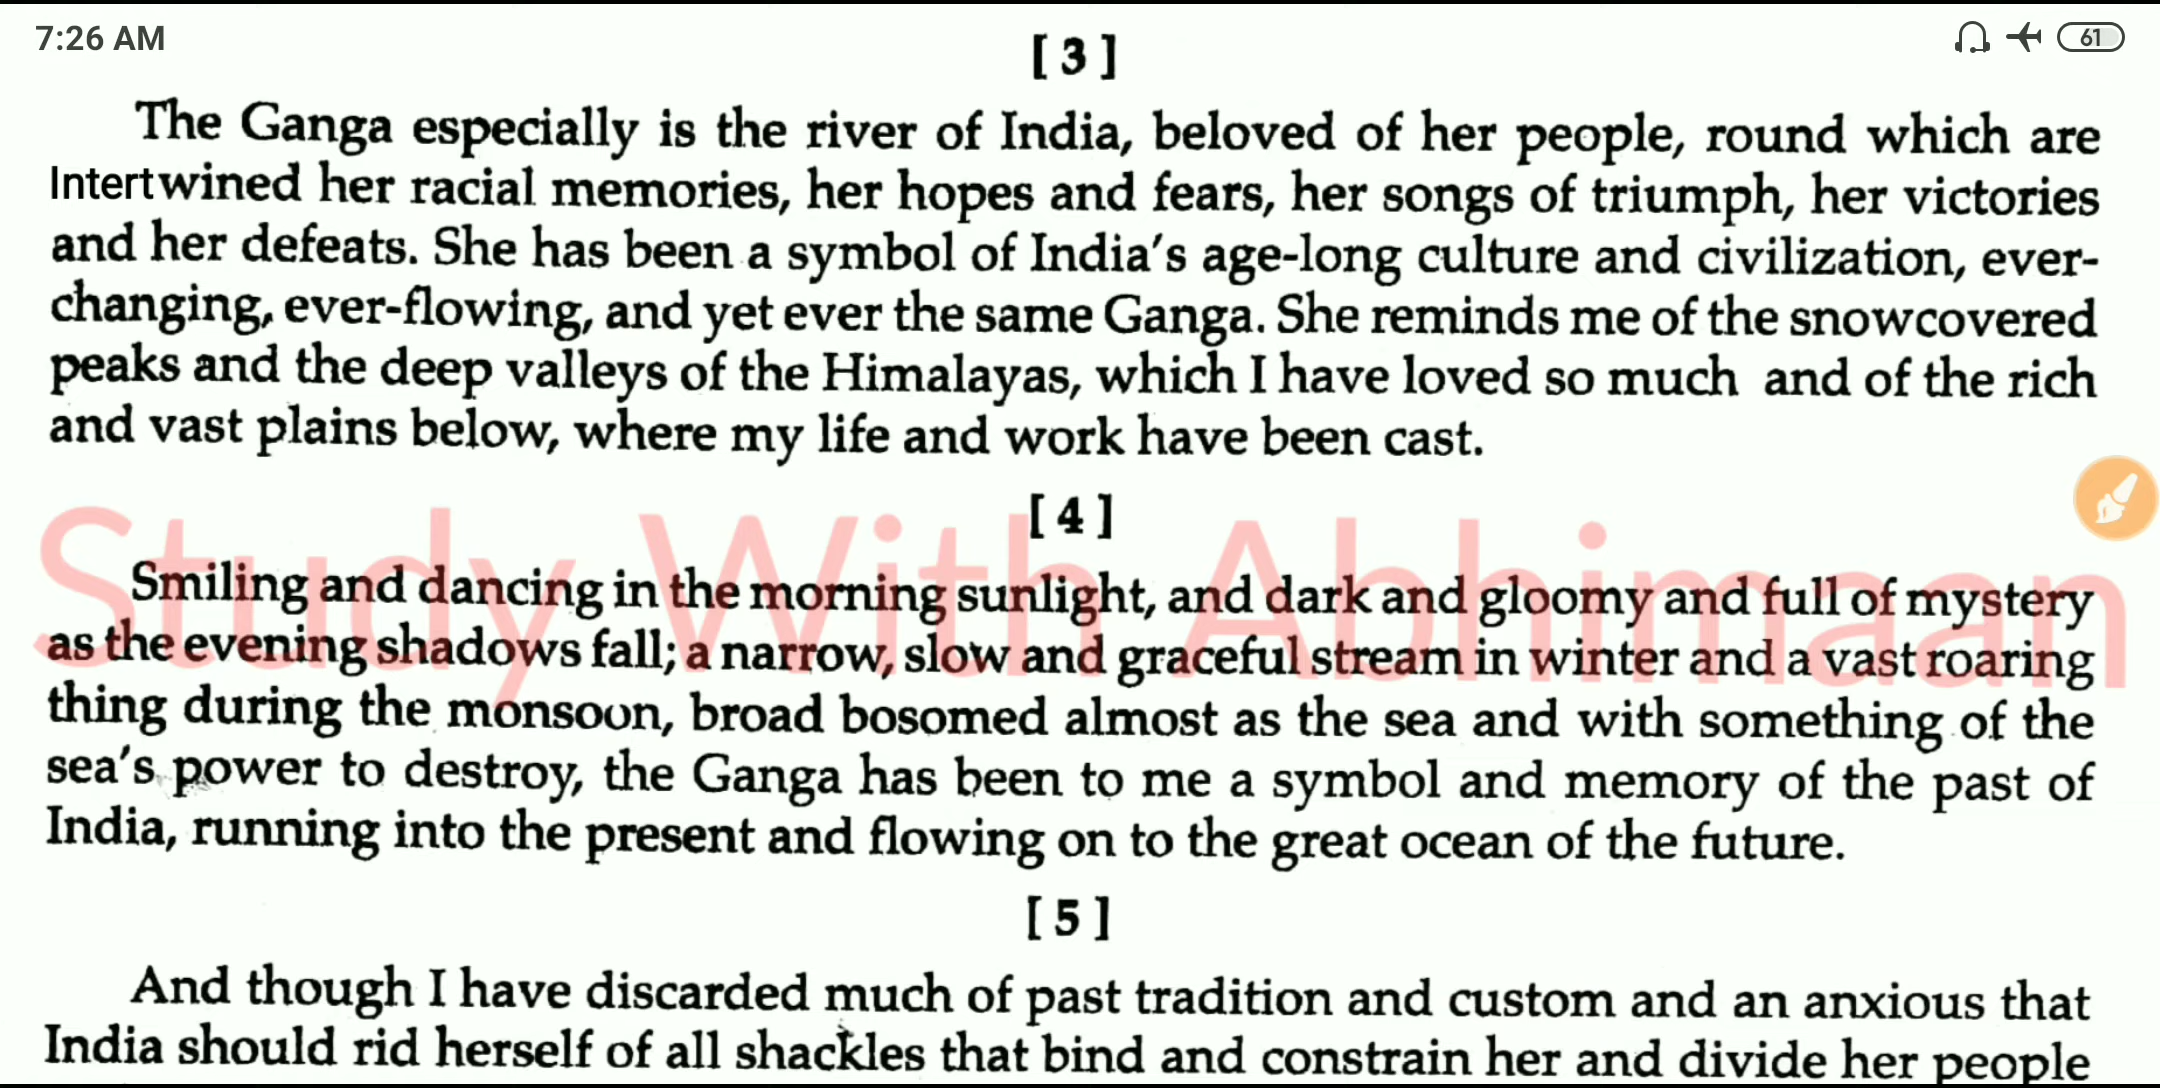 7:26 AM
61
[ 3 ]
The Ganga especially is the river of India, beloved of her people, round which are
Intertwined her racial memories, her hopes and fears, her songs of triumph, her victories
and her defeats. She has been a symbol of India's age-long culture and civilization, ever-
changing, ever-flowing, and yet ever the same Ganga. She reminds me of the snowcovered
peaks and the deep valleys of the Himalayas, which I have loved so much and of the rich
and vast plains below, where my life and work have been cast.
[ 4 ]
Study With Abhimaan
Smiling and dancing in the morning sunlight, and dark and gloomy and full of mystery
as the evening shadows fall; a narrow, slow and graceful stream in winter and a vast roaring
thing during the monsoon, broad bosomed almost as the sea and with something of the
sea's power to destroy, the Ganga has been to me a symbol and memory of the past of
India, running into the present and flowing on to the great ocean of the future.
[ 5 ]
And though I have discarded much of past tradition and custom and an anxious that
India should rid herself of all shackles that bind and constrain her and divide her people